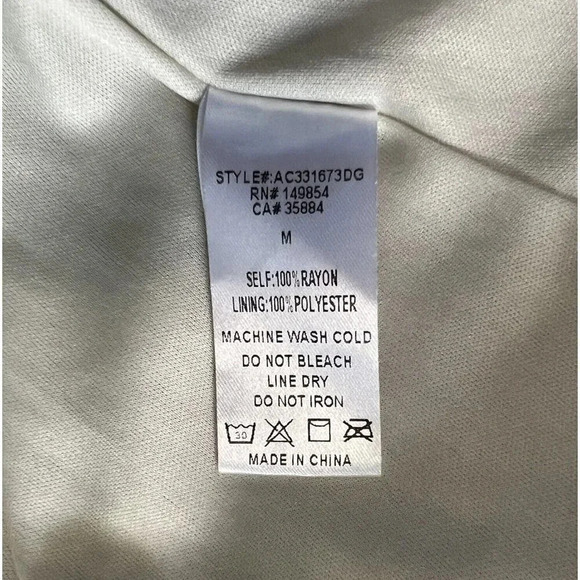 STYLE#:AC331673DG
RN# 149854
CA# 35884
M
SELF:100%RAYON
LINING:100%POLYESTER
MACHINE WASH COLD
DO NOT BLEACH
LINE DRY
DO NOT IRON
30
MADE IN CHINA